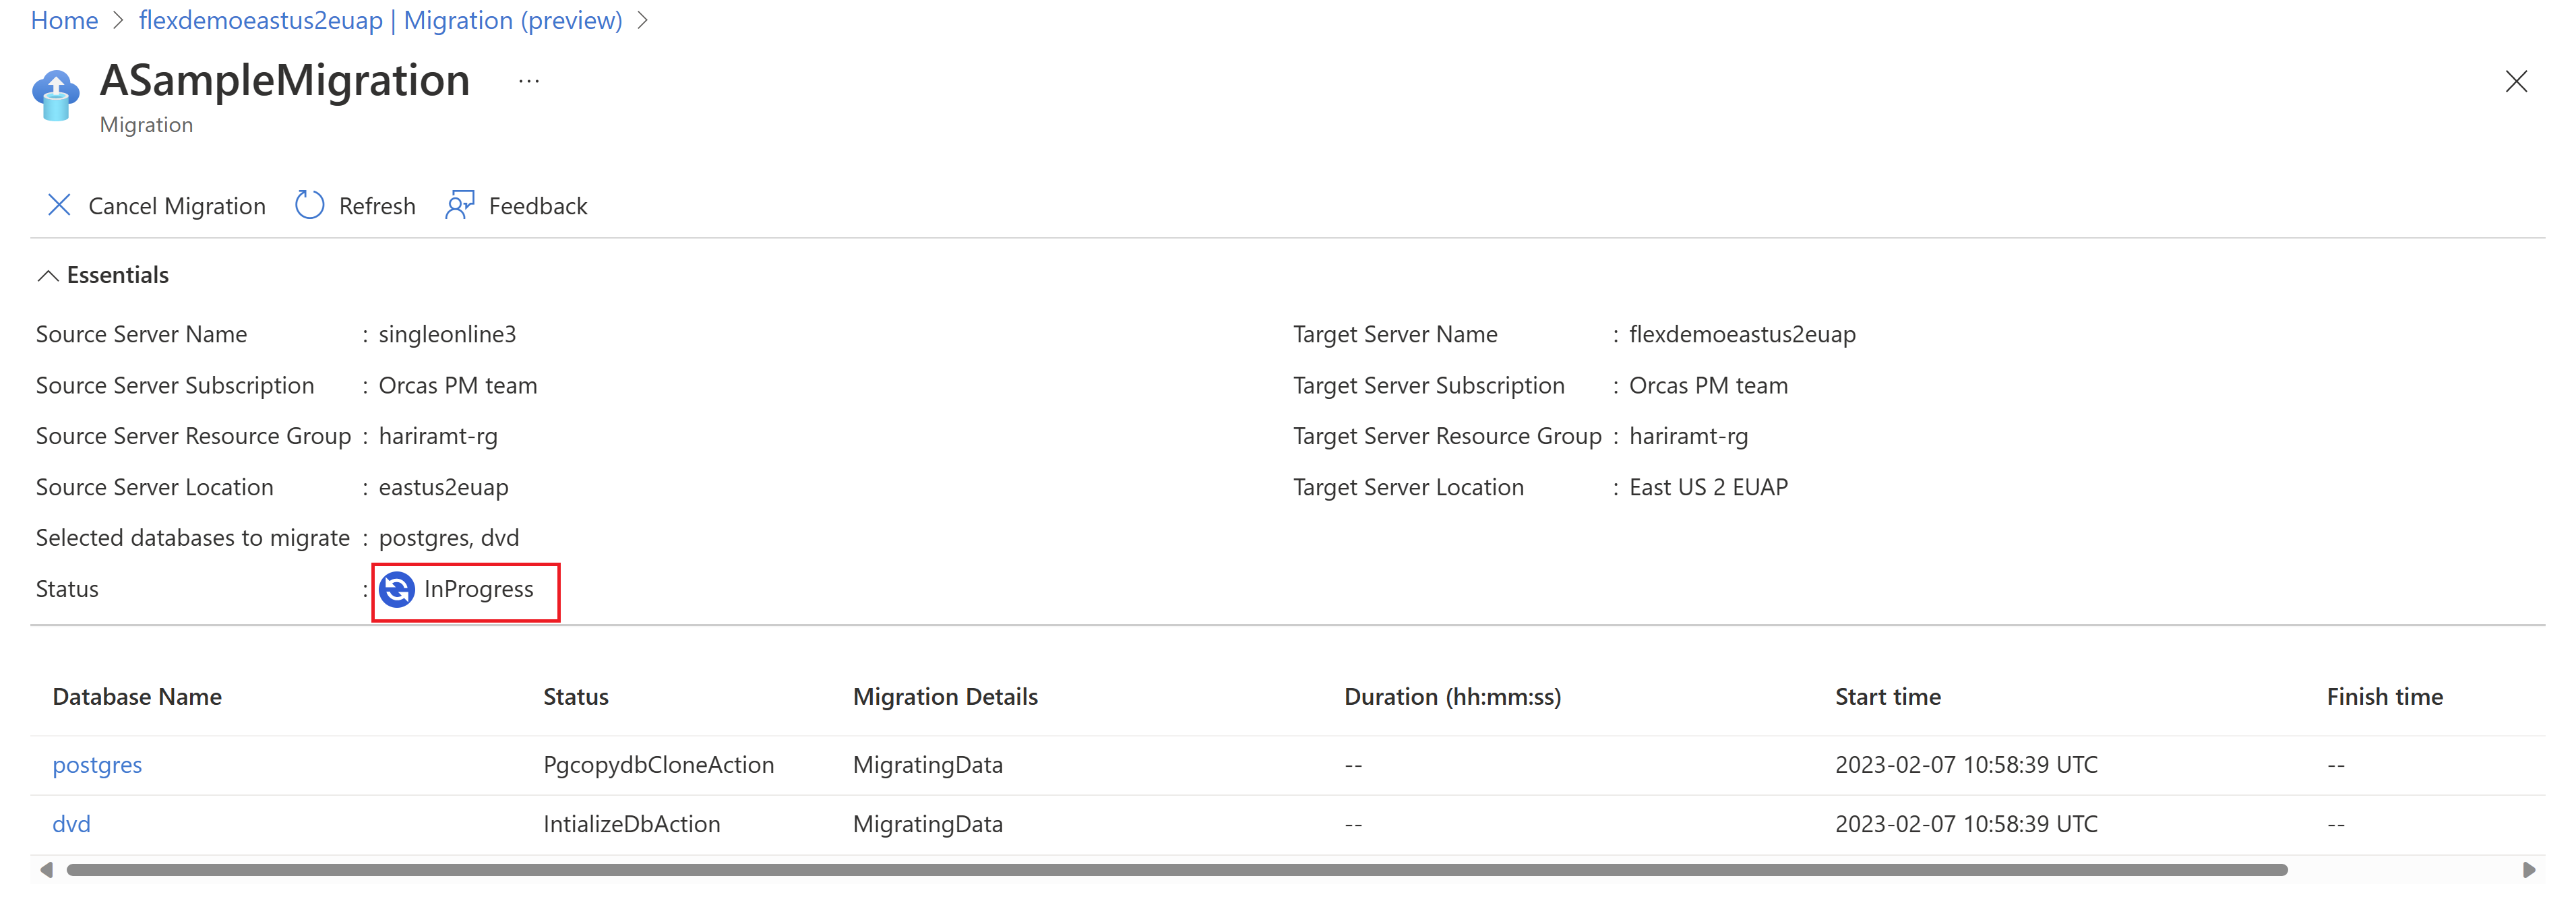 Home > flexdemoeastus2euap | Migration (preview) >
ASampleMigration ...
Migration
Cancel Migration Refresh Feedback
Essentials
Source Server Name : singleonline3 Target Server Name : flexdemoeastus2euap
Source Server Subscription : Orcas PM team Target Server Subscription : Orcas PM team
Source Server Resource Group : hariramt-rg Target Server Resource Group : hariramt-rg
Source Server Location : eastus2euap Target Server Location : East US 2 EUAP
Selected databases to migrate : postgres, dvd
Status : InProgress
Database Name Status Migration Details Duration (hh:mm:ss) Start time Finish time
postgres PgcopydbCloneAction MigratingData -- 2023-02-07 10:58:39 UTC --
dvd IntializeDbAction MigratingData -- 2023-02-07 10:58:39 UTC --